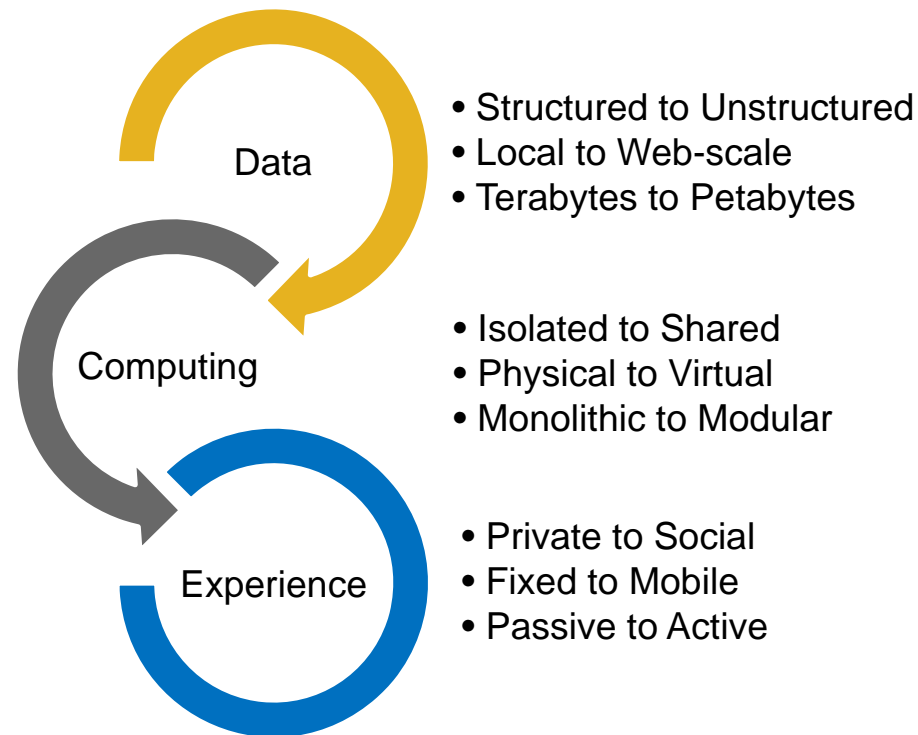 Data
• Structured to Unstructured
• Local to Web-scale
• Terabytes to Petabytes
Computing
• Isolated to Shared
• Physical to Virtual
• Monolithic to Modular
Experience
• Private to Social
• Fixed to Mobile
• Passive to Active